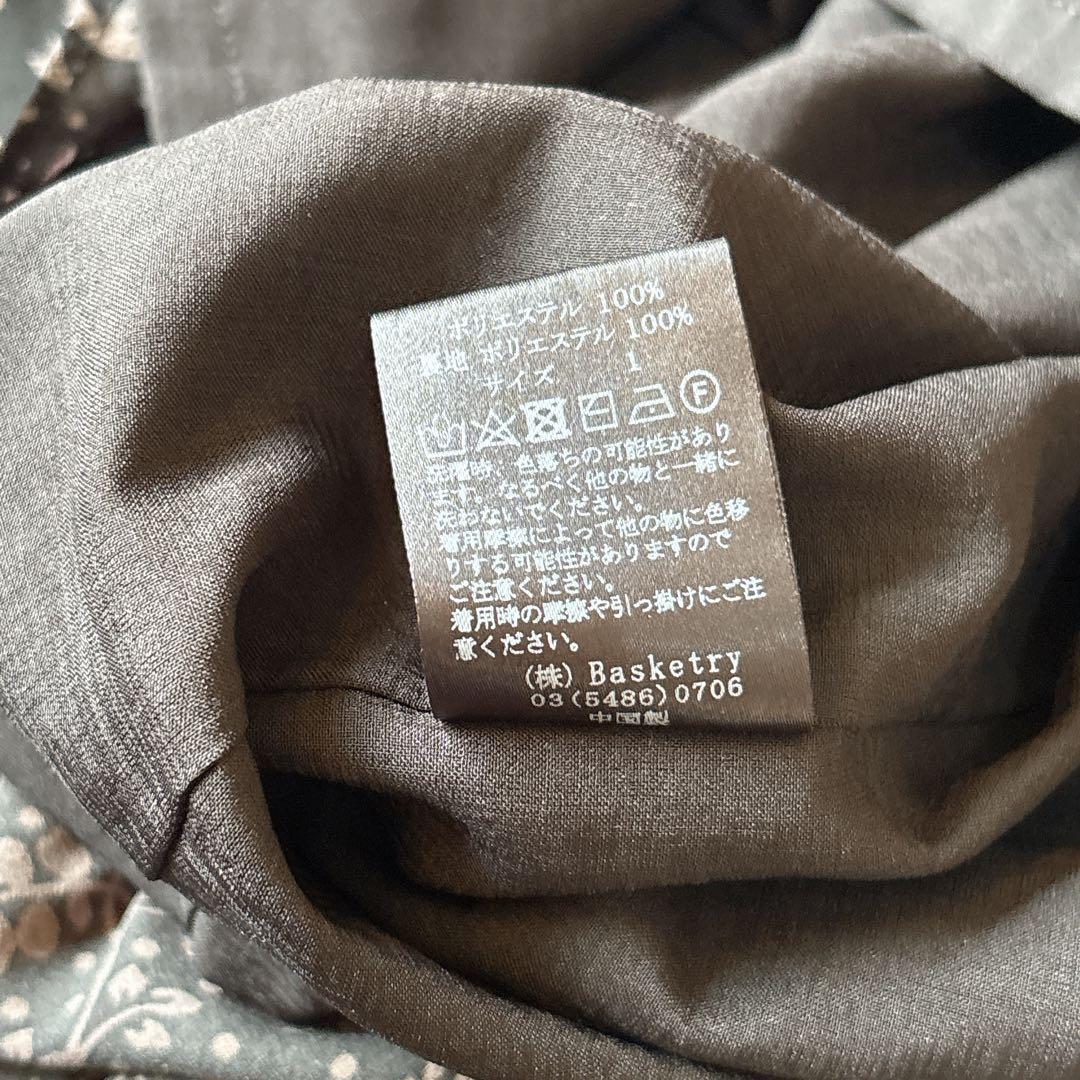 ポリエステル 100%
裏地 ポリエステル 100%
サイズ 1
F
洗濯時、色落ちの可能性があり
ます。なるべく他の物と一緒に
洗わないでください。
着用摩擦によって他の物に色移
りする可能性がありますので
ご注意ください。
着用時の摩擦や引っ掛けにご注
意ください。
(株) Basketry
03(5486)0706
中国製